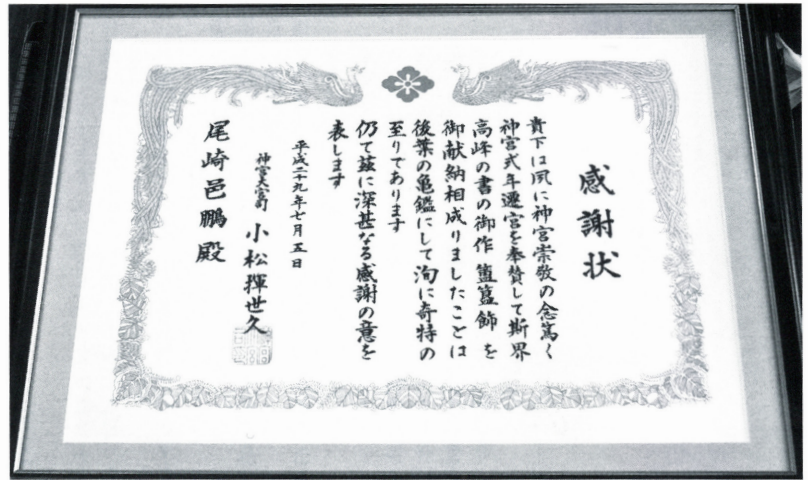 感謝状
貴下は夙に神宮崇敬の念篤く
神宮式年遷宮を奉賛して斯界
高峰の書の御作 簠簋飾 を
御献納相成りましたことは
後葉の亀鑑にして洵に奇特の
至りであります
仍て茲に深甚なる感謝の意を
表します
平成二十九年七月五日
神宮大宮司 小松揮世久
尾崎邑鵬殿